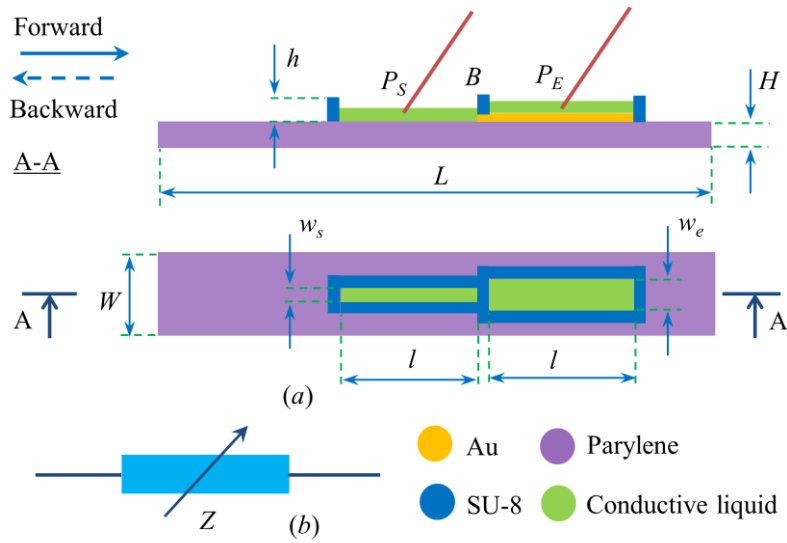 Forward
Backward
A-A
h
P_S
B
P_E
H
L
w_s
w_e
W
A
A
l
l
(a)
Z
(b)
Au
Parylene
SU-8
Conductive liquid